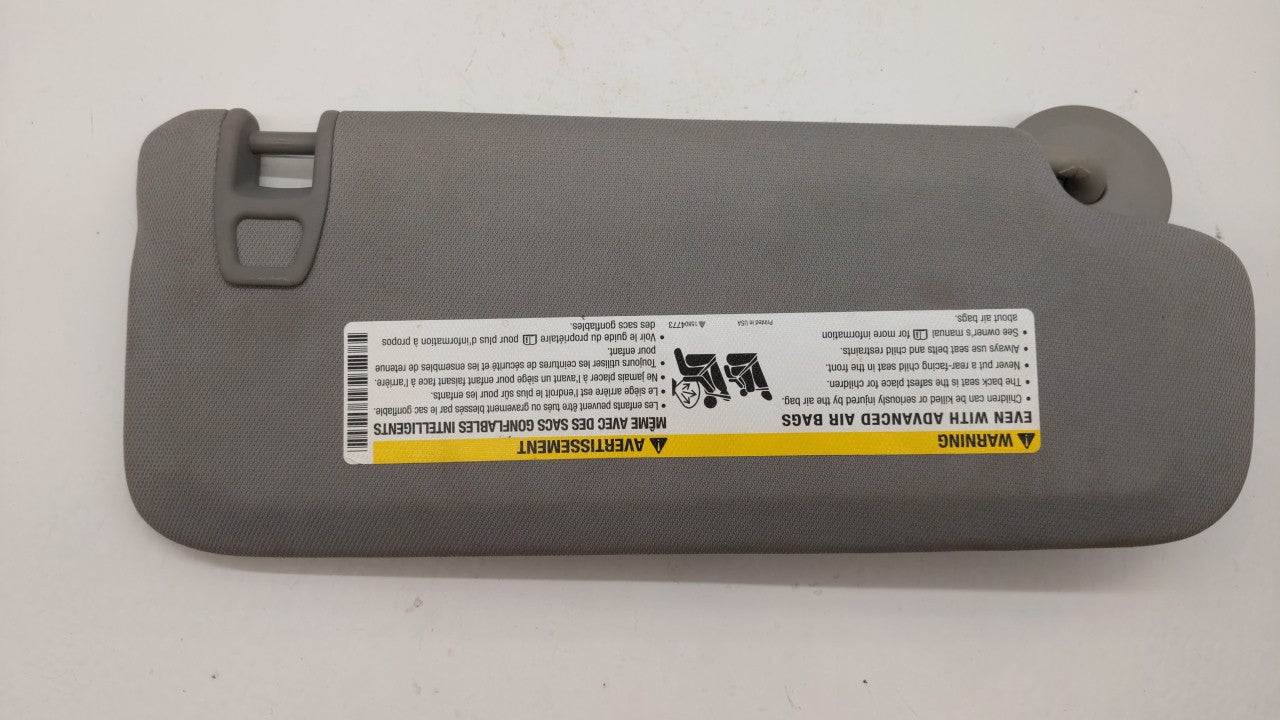 WARNING
EVEN WITH ADVANCED AIR BAGS
• Children can be killed or seriously injured by the air bag.
• The back seat is the safest place for children.
• Never put a rear-facing child seat in the front.
• Always use seat belts and child restraints.
• See owner's manual for more information
about air bags.
Printed in USA
15804773
AVERTISSEMENT
MÊME AVEC DES SACS GONFLABLES INTELLIGENTS
• Les enfants peuvent être tués ou gravement blessés par le sac gonflable.
• Le siège arrière est l'endroit le plus sûr pour les enfants.
• Ne jamais placer à l'avant un siège pour enfant faisant face à l'arrière.
• Toujours utiliser les ceintures de sécurité et les ensembles de retenue
pour enfant.
• Voir le guide du propriétaire pour plus d'information à propos
des sacs gonflables.